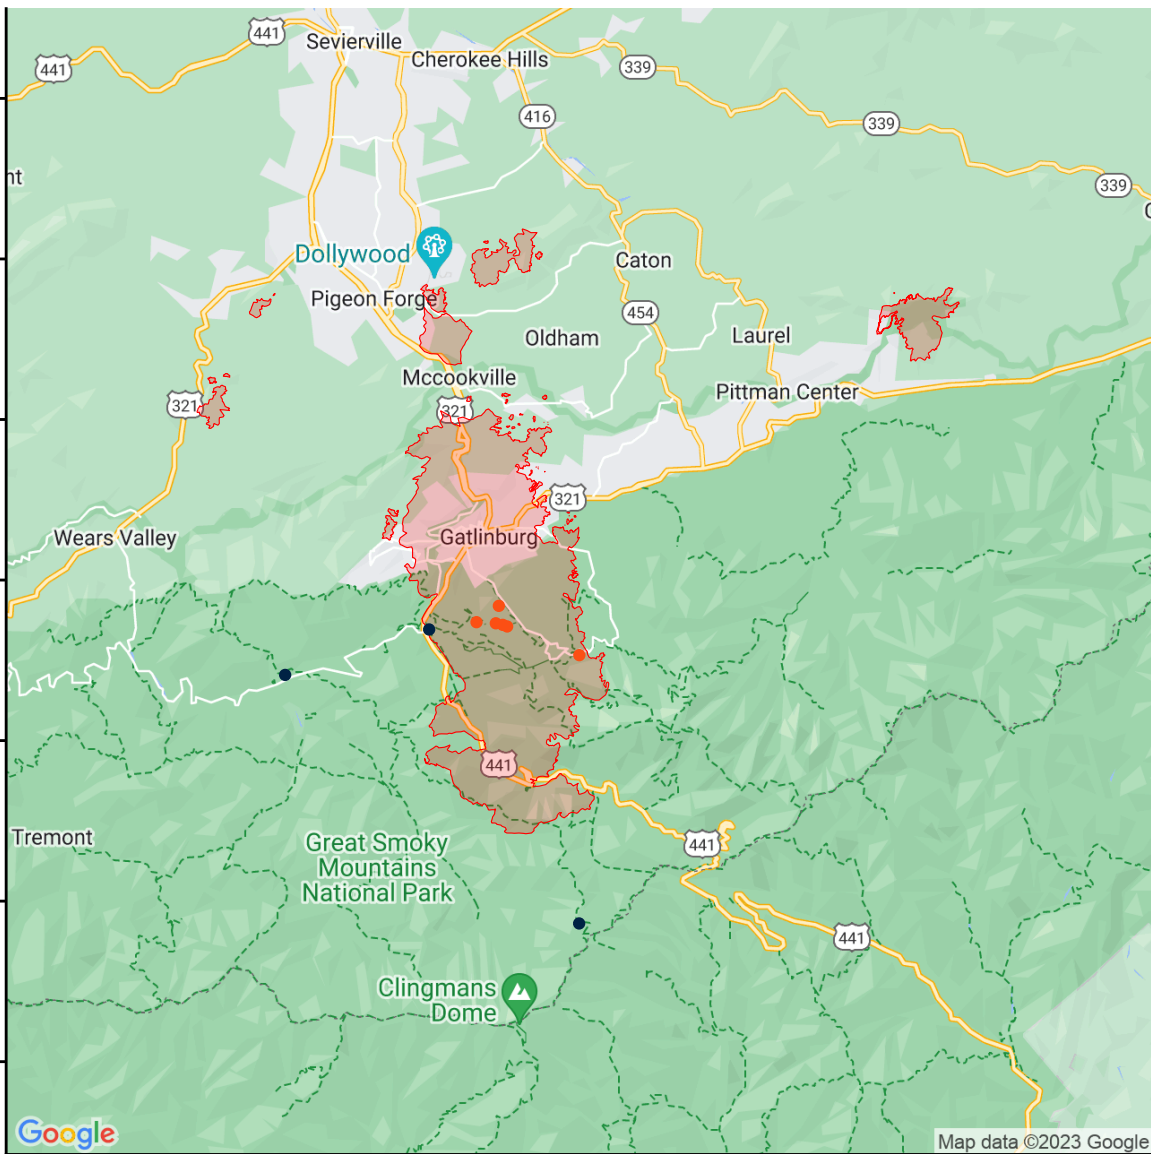 441
Sevierville
441
Cherokee Hills
339
416
339
nt
339
Dollywood
Caton
Pigeon Forge
454
Oldham
Laurel
Mccookville
Pittman Center
321
321
321
Wears Valley
Gatlinburg
441
Tremont
Great Smoky
Mountains
National Park
441
441
Clingmans
Dome
Google
Map data ©2023 Google